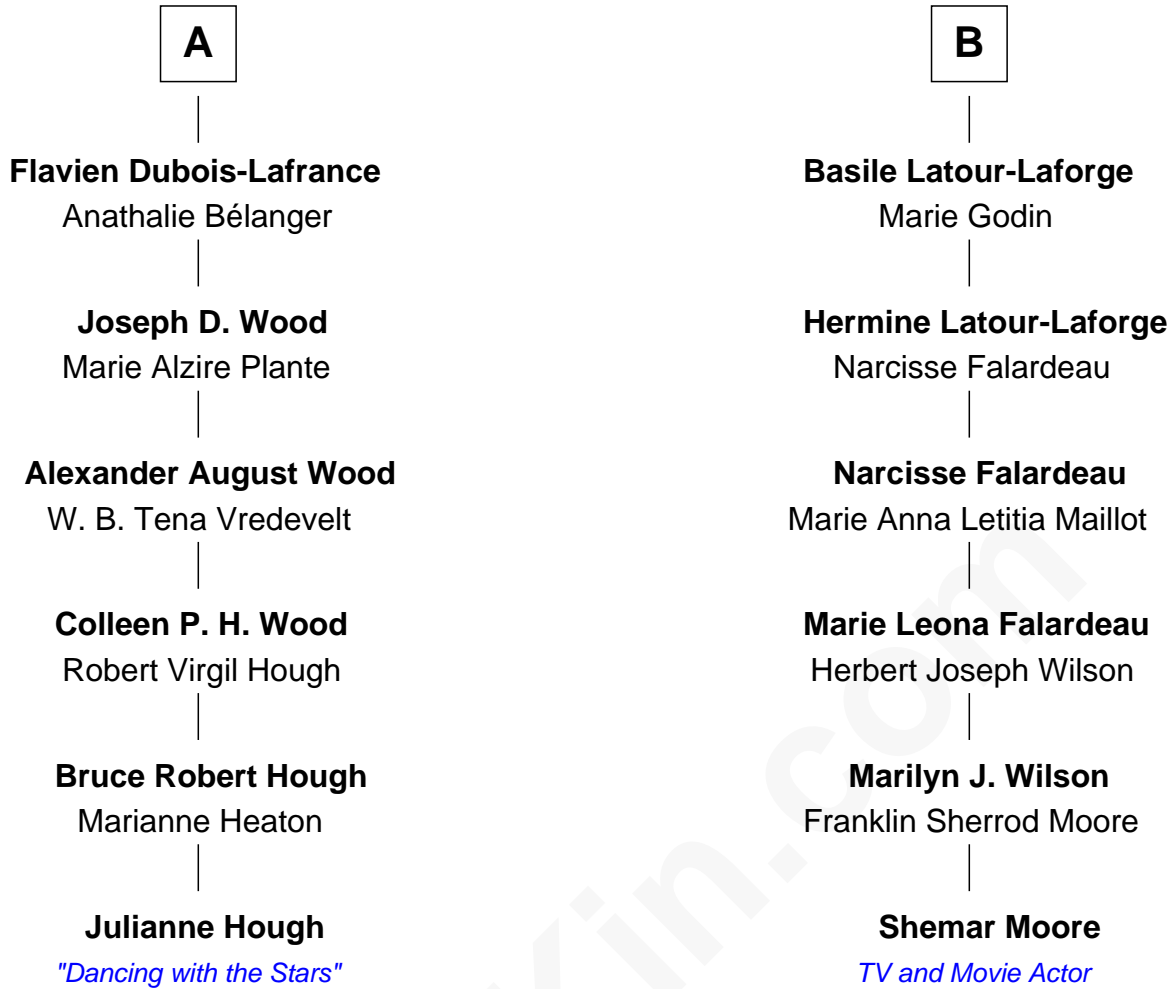 A
Flavien Dubois-Lafrance
Anathalie Bélanger
Joseph D. Wood
Marie Alzire Plante
Alexander August Wood
W. B. Tena Vredevelt
Colleen P. H. Wood
Robert Virgil Hough
Bruce Robert Hough
Marianne Heaton
Julianne Hough
"Dancing with the Stars"
B
Basile Latour-Laforge
Marie Godin
Hermine Latour-Laforge
Narcisse Falardeau
Narcisse Falardeau
Marie Anna Letitia Maillot
Marie Leona Falardeau
Herbert Joseph Wilson
Marilyn J. Wilson
Franklin Sherrod Moore
Shemar Moore
TV and Movie Actor
Kin.com